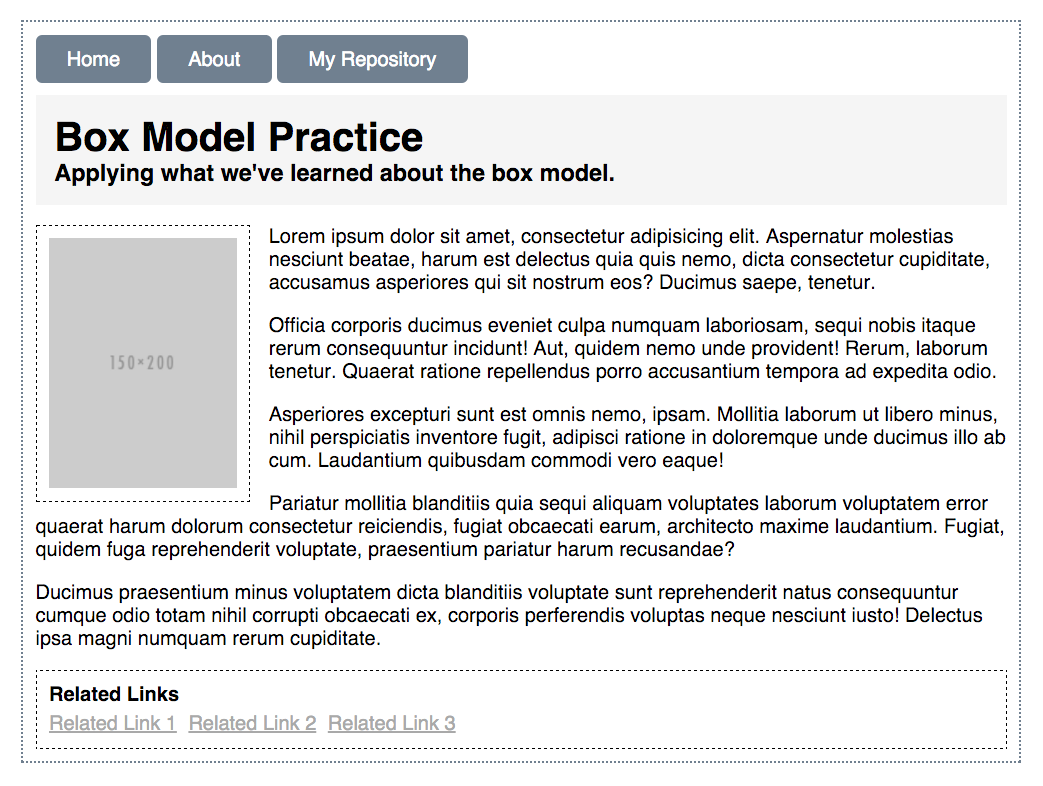 Home About My Repository
Box Model Practice
Applying what we've learned about the box model.
Lorem ipsum dolor sit amet, consectetur adipisicing elit. Aspernatur molestias
nesciunt beatae, harum est delectus quia quis nemo, dicta consectetur cupiditate,
accusamus asperiores qui sit nostrum eos? Ducimus saepe, tenetur.
150×200
Officia corporis ducimus eveniet culpa numquam laboriosam, sequi nobis itaque
rerum consequuntur incidunt! Aut, quidem nemo unde provident! Rerum, laborum
tenetur. Quaerat ratione repellendus porro accusantium tempora ad expedita odio.
Asperiores excepturi sunt est omnis nemo, ipsam. Mollitia laborum ut libero minus,
nihil perspiciatis inventore fugit, adipisci ratione in doloremque unde ducimus illo ab
cum. Laudantium quibusdam commodi vero eaque!
Pariatur mollitia blanditiis quia sequi aliquam voluptates laborum voluptatem error
quaerat harum dolorum consectetur reiciendis, fugiat obcaecati earum, architecto maxime laudantium. Fugiat,
quidem fuga reprehenderit voluptate, praesentium pariatur harum recusandae?
Ducimus praesentium minus voluptatem dicta blanditiis voluptate sunt reprehenderit natus consequuntur
cumque odio totam nihil corrupti obcaecati ex, corporis perferendis voluptas neque nesciunt iusto! Delectus
ipsa magni numquam rerum cupiditate.
Related Links
Related Link 1 Related Link 2 Related Link 3